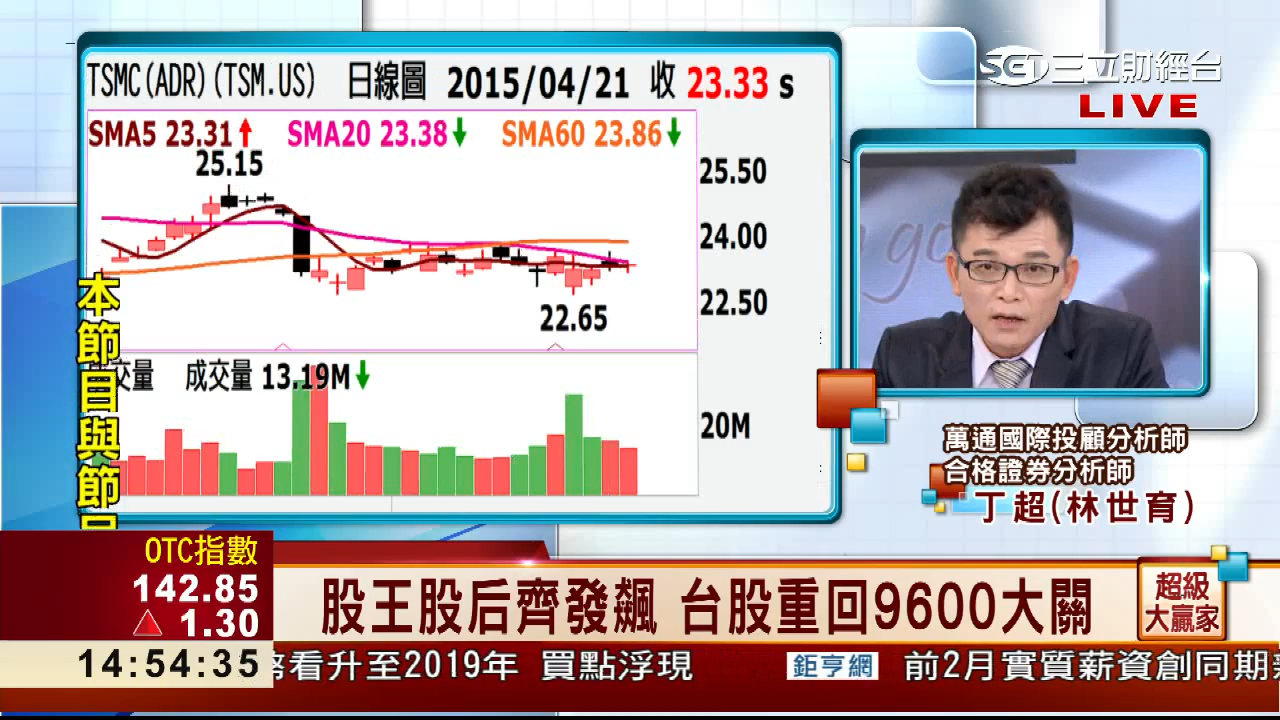 TSMC(ADR)(TSM.US) 日線圖 2015/04/21 收 23.33 s
SMA5 23.31 SMA20 23.38 SMA60 23.86
25.15
25.50
24.00
22.50
22.65
交量 成交量 13.19M
20M
本節目與節
SET三立財經台
LIVE
萬通國際投顧分析師
合格證券分析師
丁超(林世育)
OTC指數
142.85
1.30
股王股后齊發飆 台股重回9600大關
超級
大贏家
14:54:35
看升至2019年 買點浮現 鉅亨網 前2月實質薪資創同期